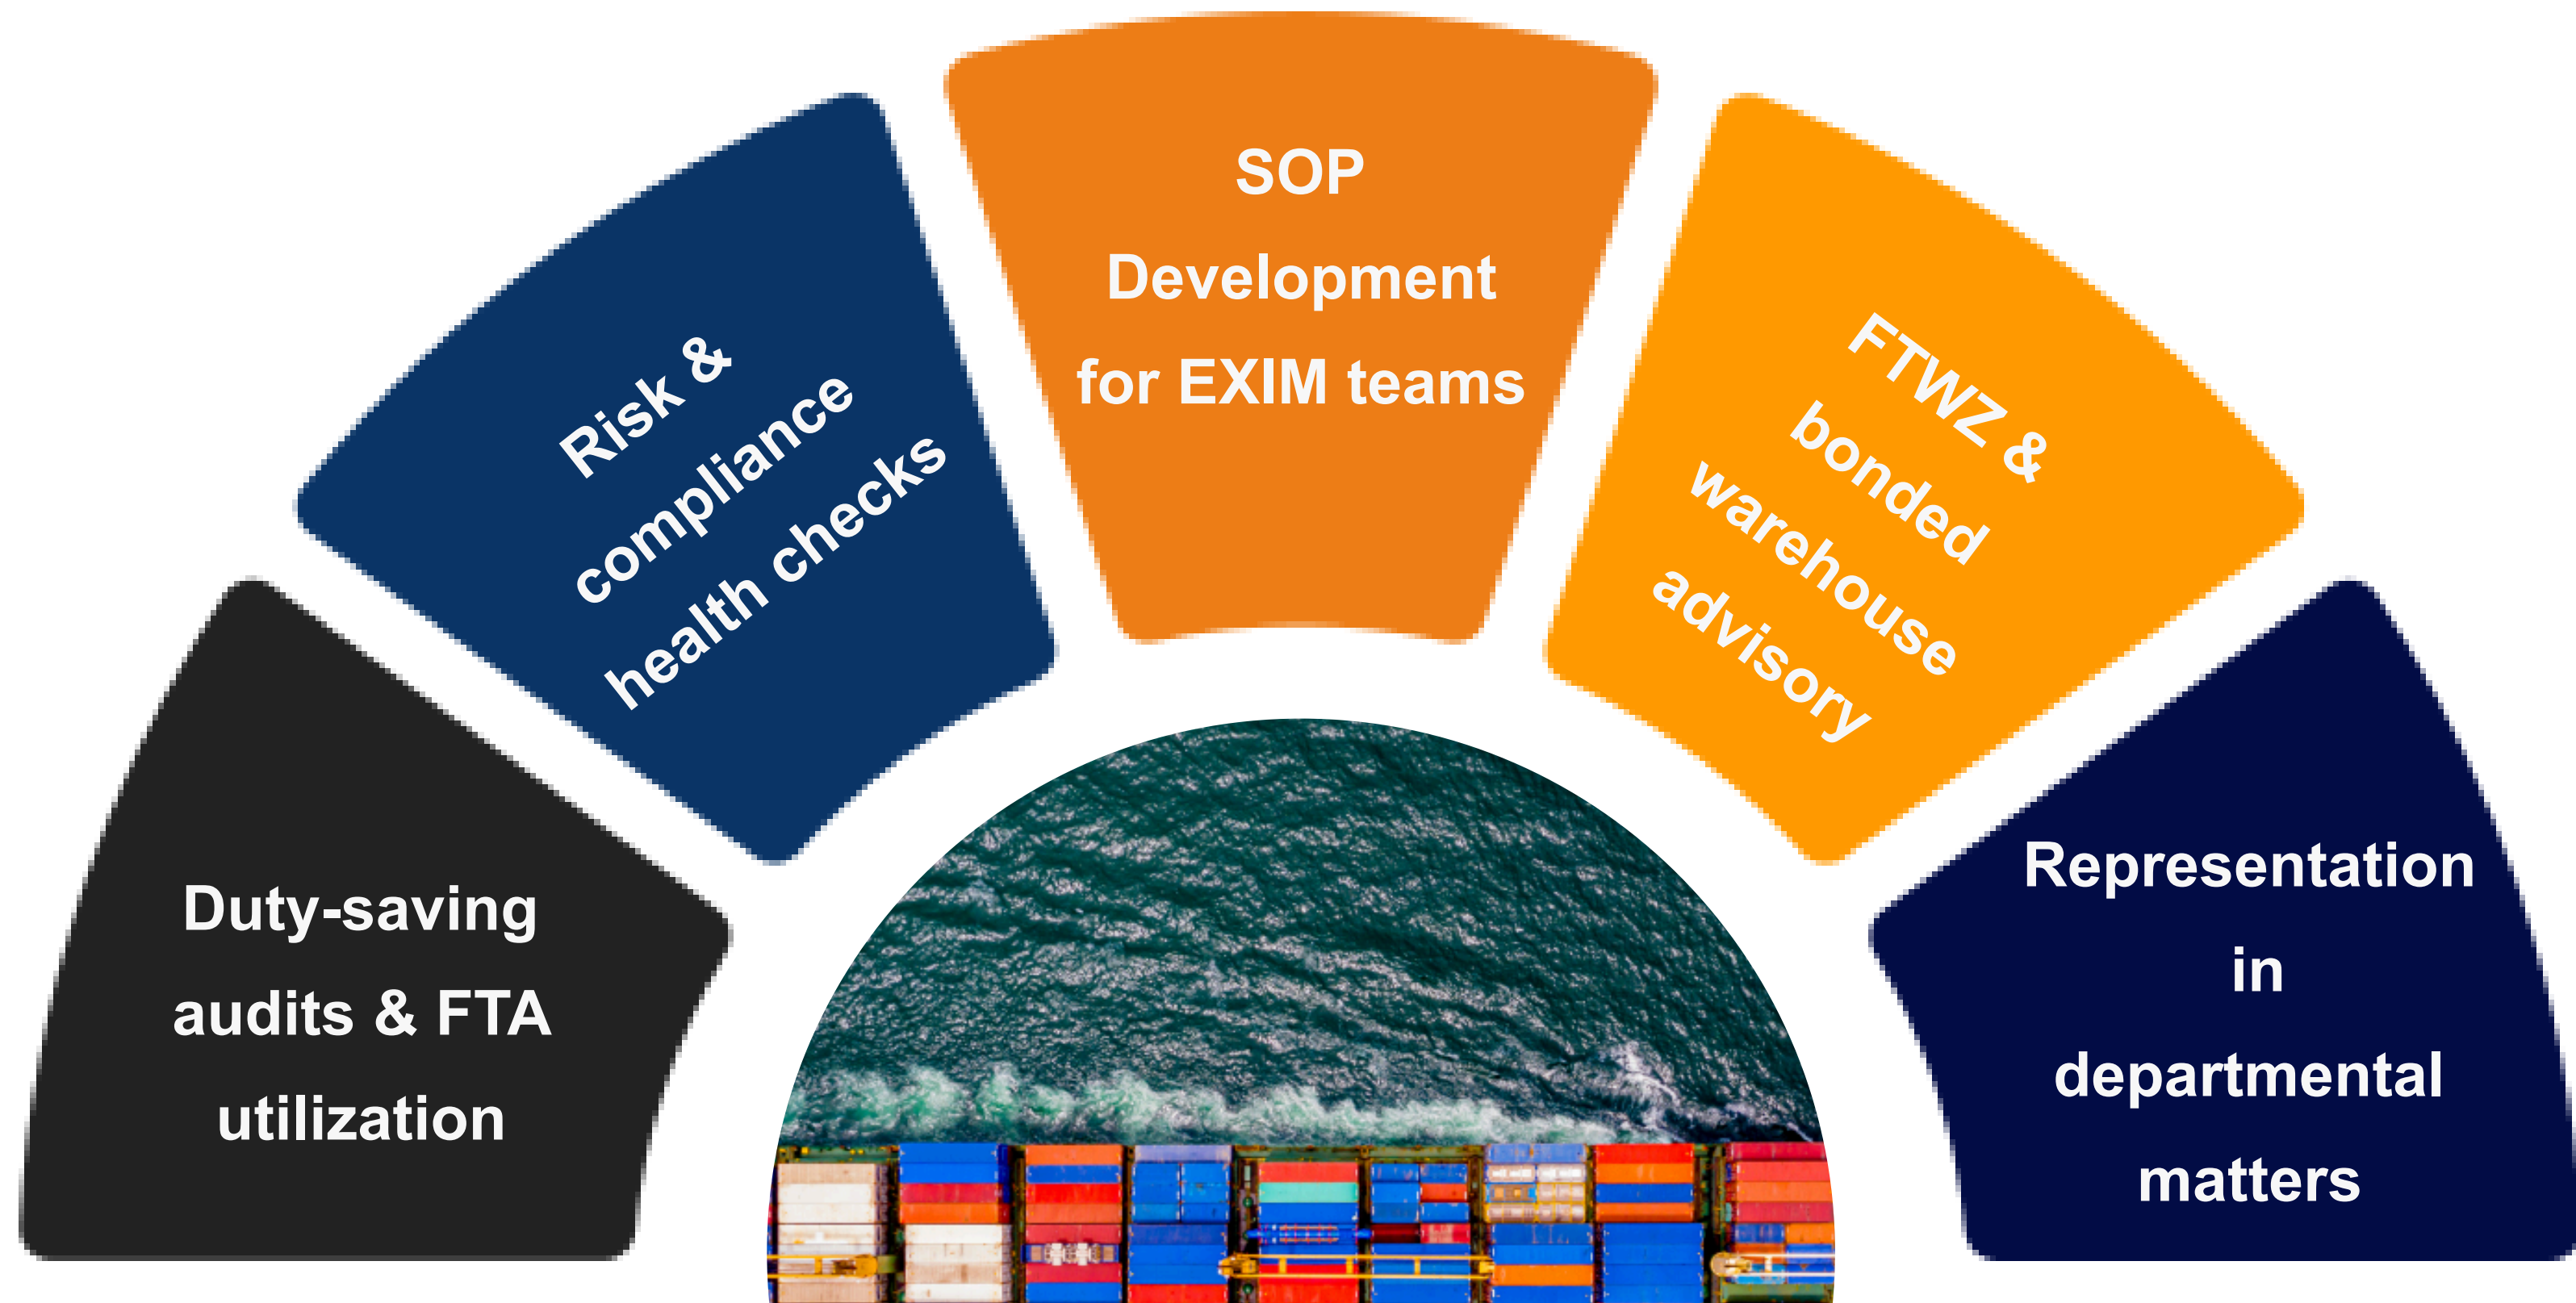 Duty-saving
audits & FTA
utilization
Risk &
compliance
health checks
SOP
Development
for EXIM teams
FTWZ &
bonded
warehouse
advisory
Representation
in
departmental
matters